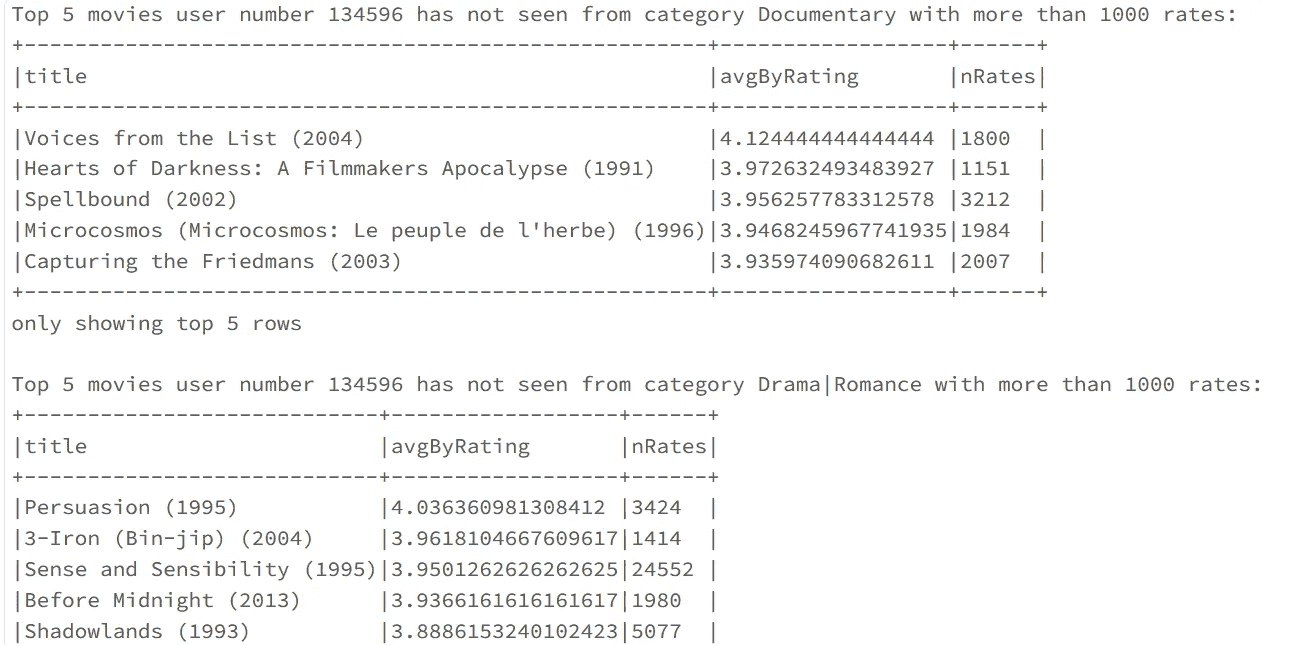 Top 5 movies user number 134596 has not seen from category Documentary with more than 1000 rates:
+------------------------------------------------------+------------------+------+
|title                                                 |avgByRating       |nRates|
+------------------------------------------------------+------------------+------+
|Voices from the List (2004)                           |4.124444444444444 |1800  |
|Hearts of Darkness: A Filmmakers Apocalypse (1991)    |3.972632493483927 |1151  |
|Spellbound (2002)                                     |3.956257783312578 |3212  |
|Microcosmos (Microcosmos: Le peuple de l'herbe) (1996)|3.9468245967741935|1984  |
|Capturing the Friedmans (2003)                        |3.935974090682611 |2007  |
+------------------------------------------------------+------------------+------+
only showing top 5 rows

Top 5 movies user number 134596 has not seen from category Drama|Romance with more than 1000 rates:
+----------------------------+------------------+------+
|title                       |avgByRating       |nRates|
+----------------------------+------------------+------+
|Persuasion (1995)           |4.036360981308412 |3424  |
|3-Iron (Bin-jip) (2004)     |3.9618104667609617|1414  |
|Sense and Sensibility (1995)|3.9501262626262625|24552 |
|Before Midnight (2013)      |3.9366161616161617|1980  |
|Shadowlands (1993)          |3.8886153240102423|5077  |